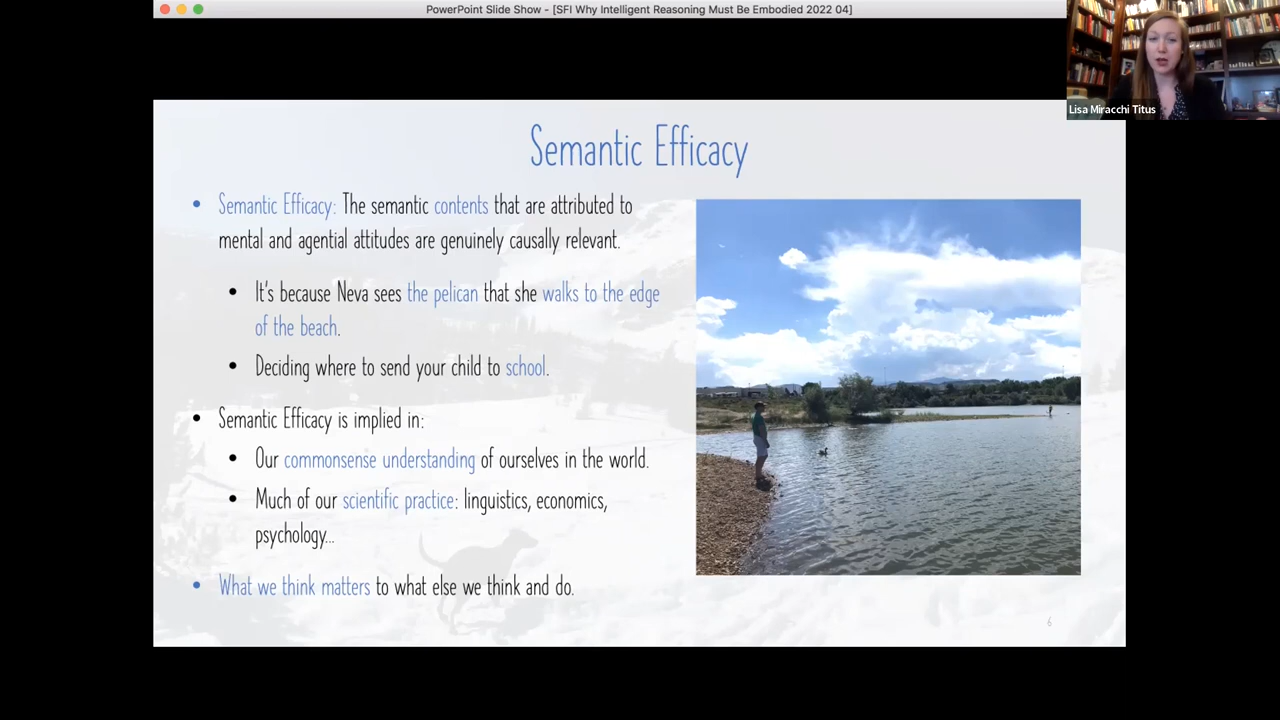 PowerPoint Slide Show - [SFI Why Intelligent Reasoning Must Be Embodied 2022 04]
Lisa Miracchi Titus
Semantic Efficacy
• Semantic Efficacy: The semantic contents that are attributed to
mental and agential attitudes are genuinely causally relevant.
• It's because Neva sees the pelican that she walks to the edge
of the beach.
• Deciding where to send your child to school.
• Semantic Efficacy is implied in:
• Our commonsense understanding of ourselves in the world.
• Much of our scientific practice: linguistics, economics,
psychology...
• What we think matters to what else we think and do.
6